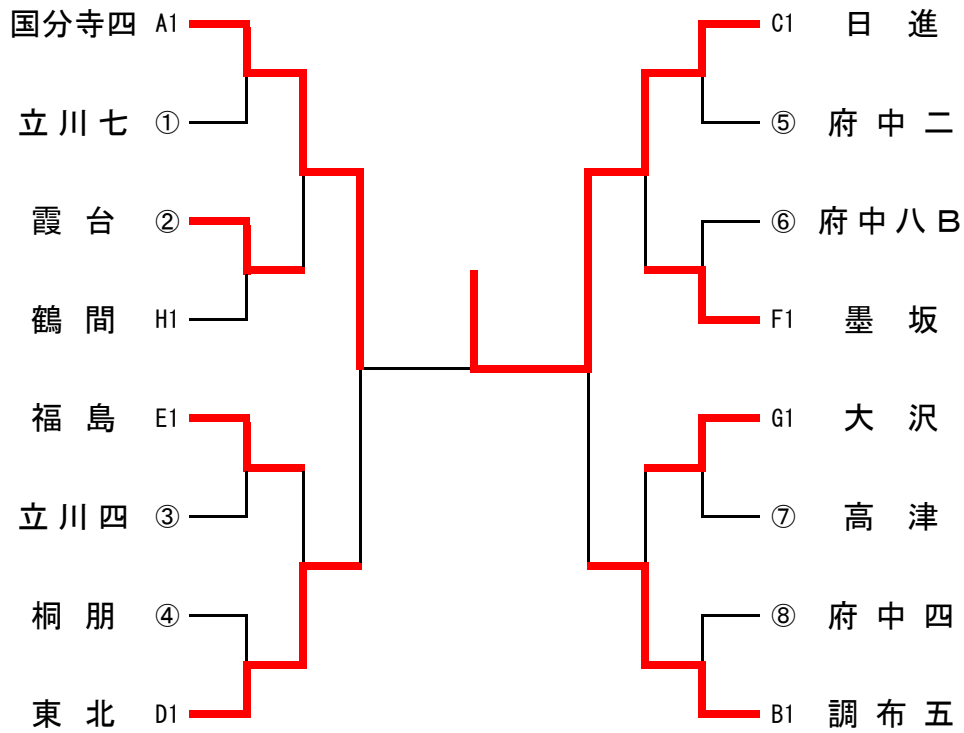 国分寺四 A1
立川七 ①
霞台 ②
鶴間 H1
福島 E1
立川四 ③
桐朋 ④
東北 D1
C1 日進
⑤ 府中二
⑥ 府中八B
F1 墨坂
G1 大沢
⑦ 高津
⑧ 府中四
B1 調布五